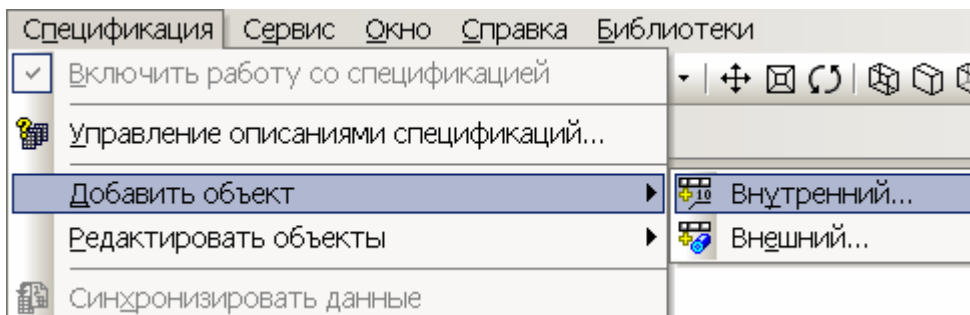 Спецификация Сервис Окно Справка Библиотеки
Включить работу со спецификацией
Управление описаниями спецификаций...
Добавить объект
Внутренний...
Редактировать объекты
Внешний...
Синхронизировать данные